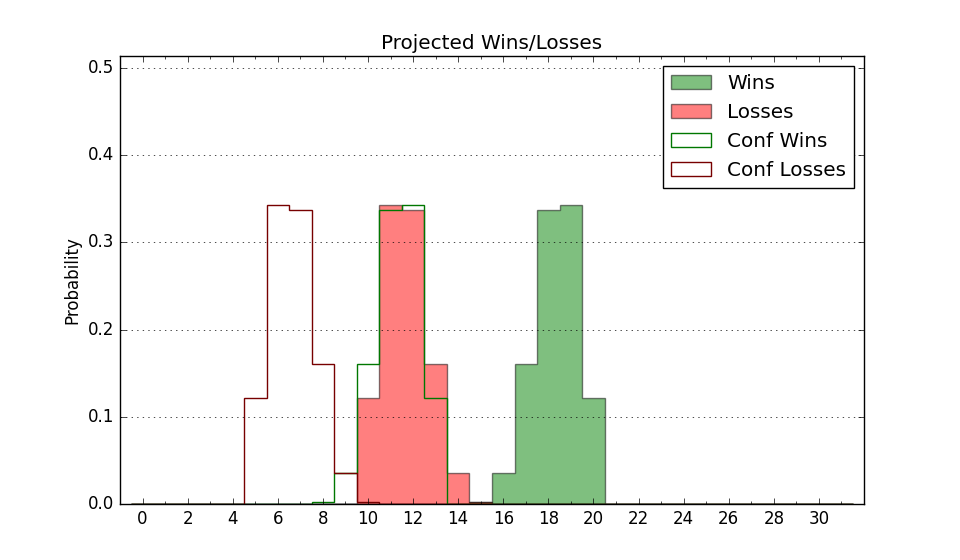 Projected Wins/Losses
0.5
0.4
0.3
0.2
0.1
0.0
Probability
Wins
Losses
Conf Wins
Conf Losses
0 2 4 6 8 10 12 14 16 18 20 22 24 26 28 30